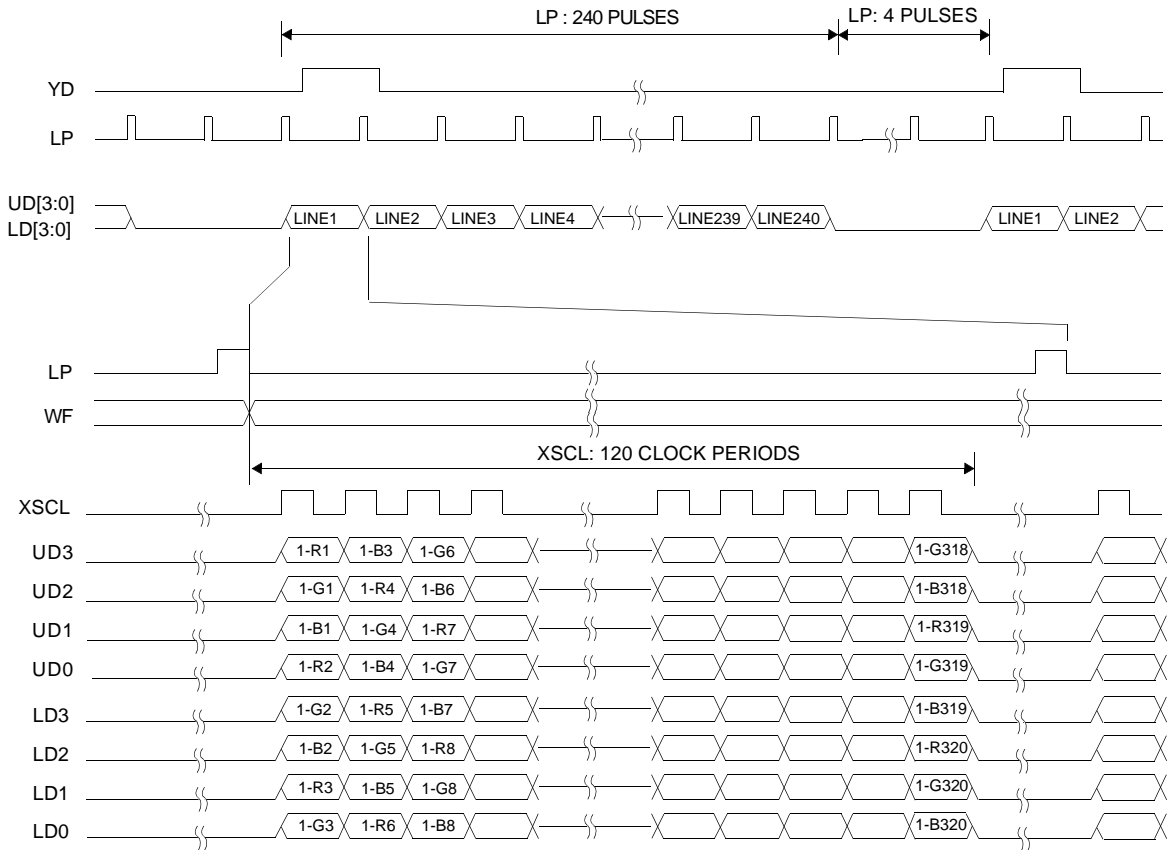 LP : 240 PULSES LP: 4 PULSES
YD
LP
UD[3:0]
LD[3:0]
LINE1 LINE2 LINE3 LINE4 LINE239 LINE240 LINE1 LINE2
LP
WF
XSCL: 120 CLOCK PERIODS
XSCL
UD3 1-R1 1-B3 1-G6 1-G318
UD2 1-G1 1-R4 1-B6 1-B318
UD1 1-B1 1-G4 1-R7 1-R319
UD0 1-R2 1-B4 1-G7 1-G319
LD3 1-G2 1-R5 1-B7 1-B319
LD2 1-B2 1-G5 1-R8 1-R320
LD1 1-R3 1-B5 1-G8 1-G320
LD0 1-G3 1-R6 1-B8 1-B320